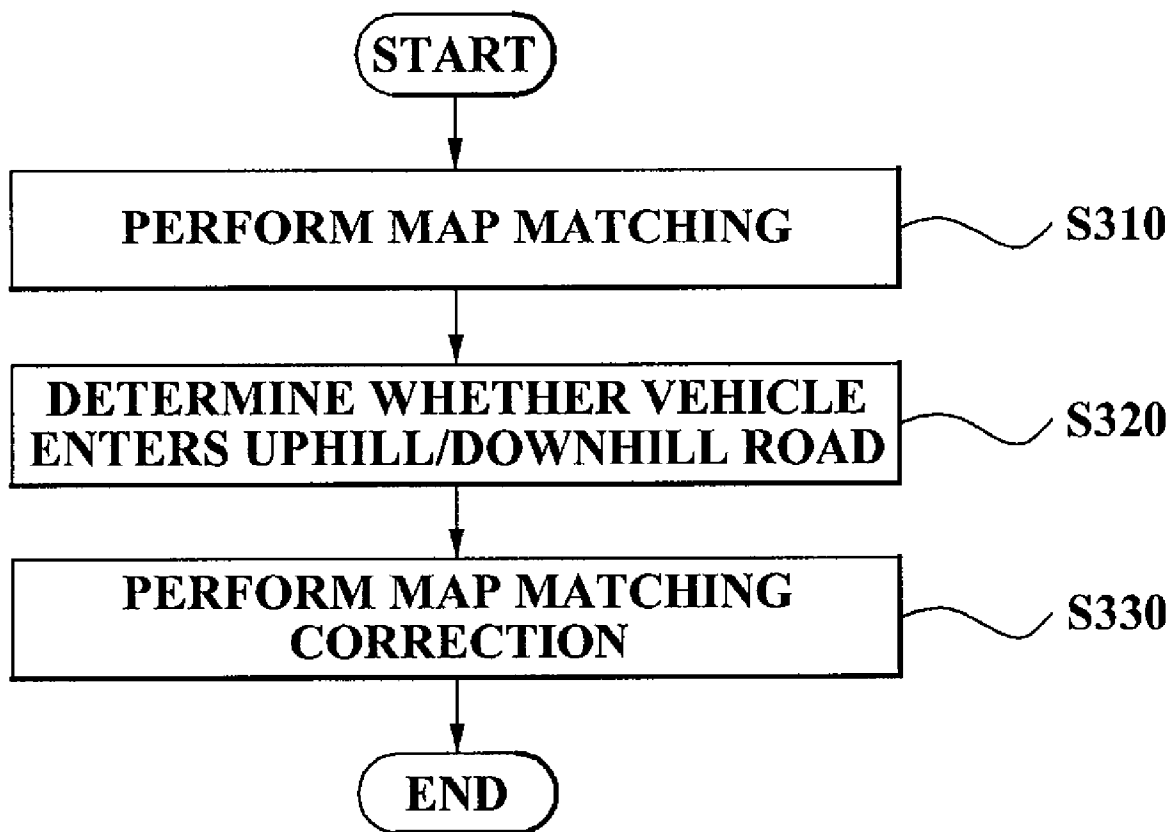 START
PERFORM MAP MATCHING
S310
DETERMINE WHETHER VEHICLE
ENTERS UPHILL/DOWNHILL ROAD
S320
PERFORM MAP MATCHING
CORRECTION
S330
END